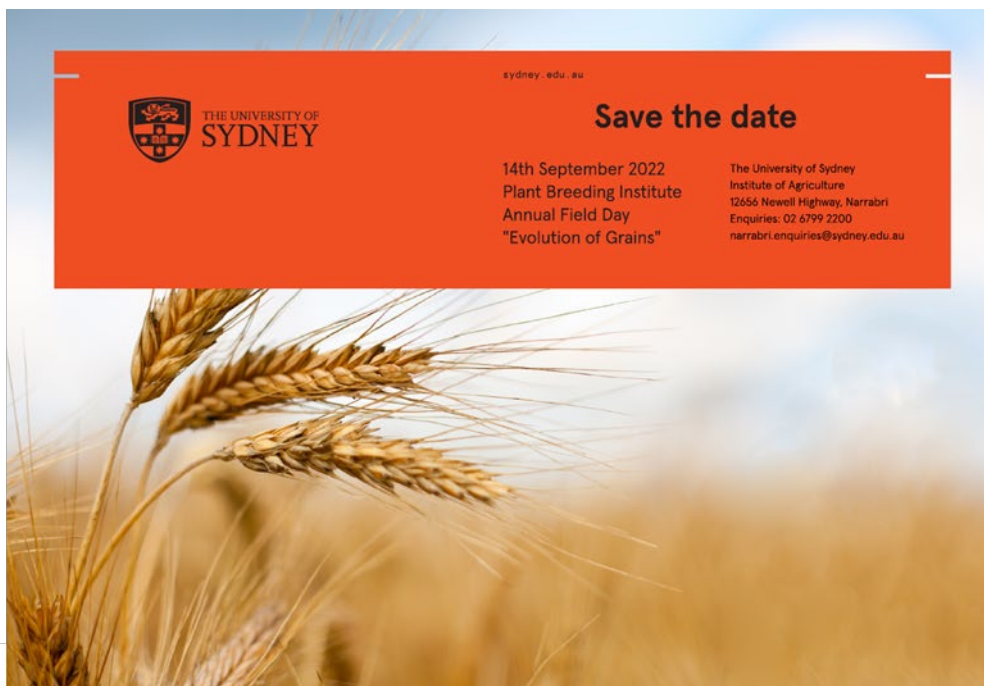 sydney.edu.au
THE UNIVERSITY OF
SYDNEY
Save the date
14th September 2022
Plant Breeding Institute
Annual Field Day
"Evolution of Grains"
The University of Sydney
Institute of Agriculture
12656 Newell Highway, Narrabri
Enquiries: 02 6799 2200
narrabri.enquiries@sydney.edu.au